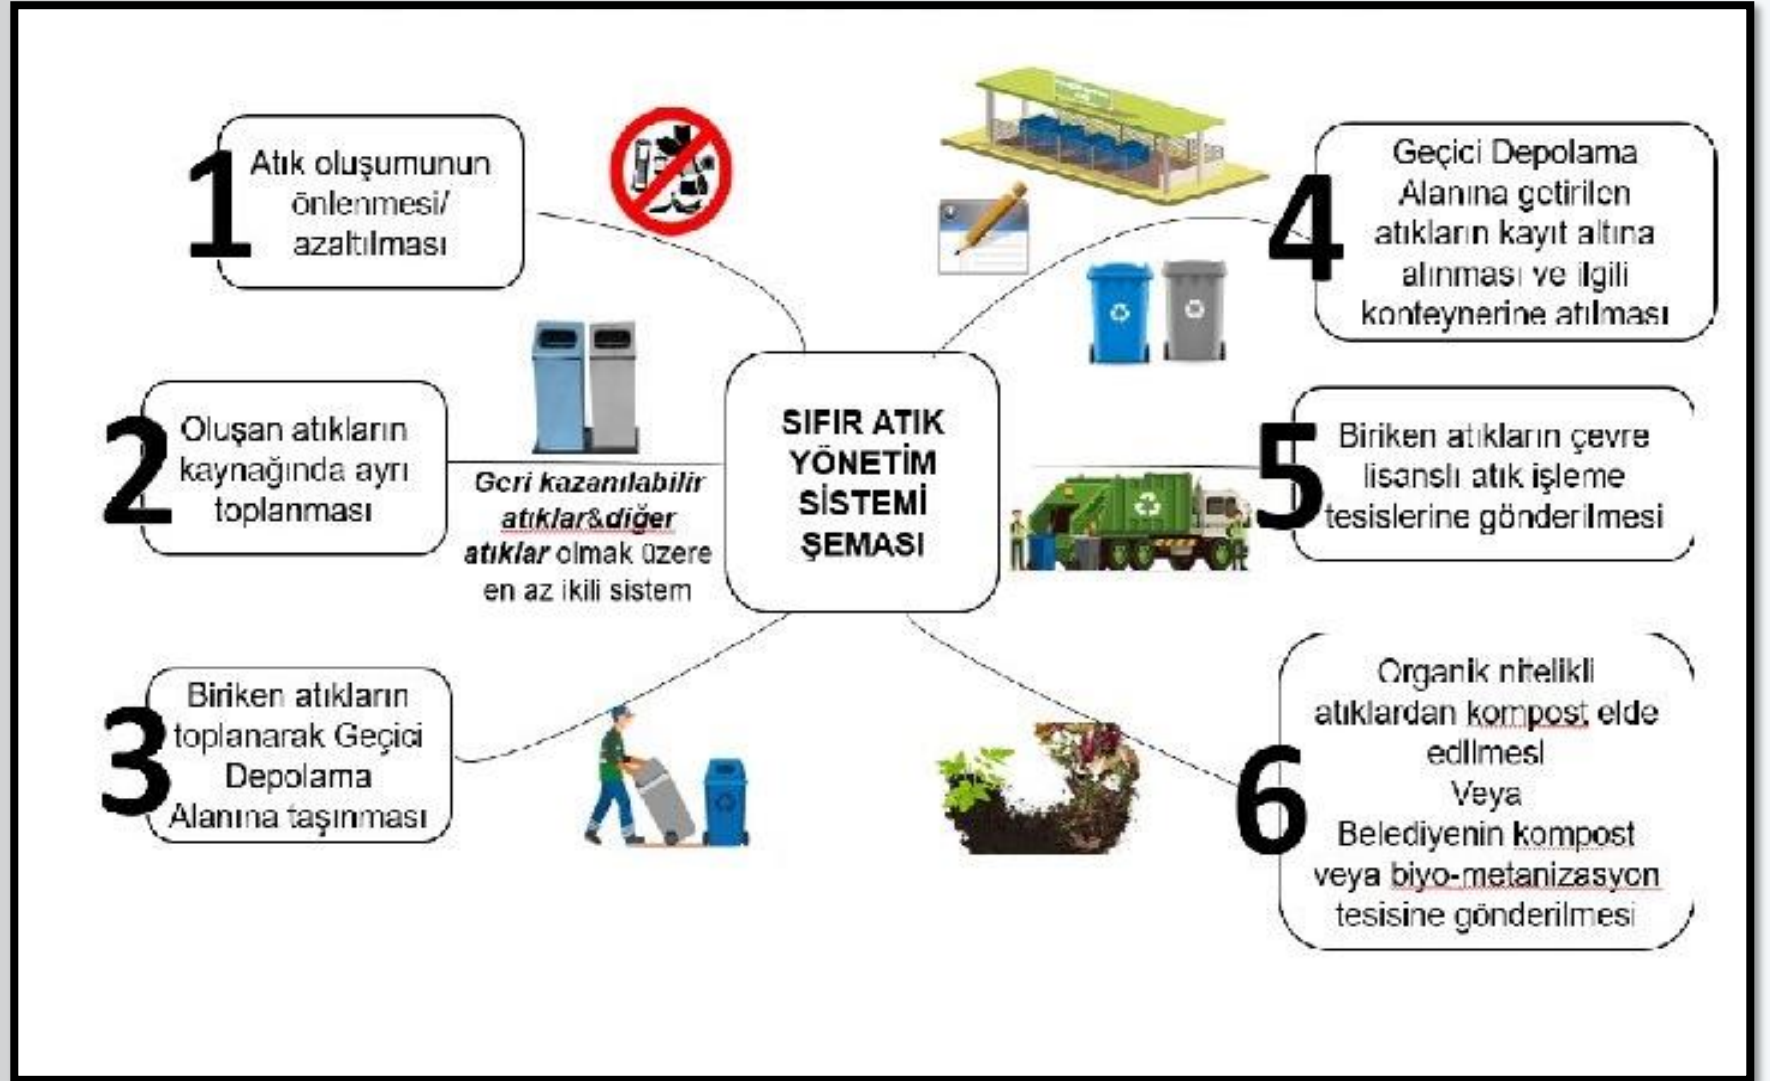 1
Atık oluşumunun
önlenmesi/
azaltılması
2
Oluşan atıkların
kaynağında ayrı
toplanması
Geri kazanılabilir
atıklar&diğer
atıklar olmak üzere
en az ikili sistem
3
Biriken atıkların
toplanarak Geçici
Depolama
Alanına taşınması
SIFIR ATIK
YÖNETİM
SİSTEMİ
ŞEMASI
4
Geçici Depolama
Alanına getirilen
atıkların kayıt altına
alınması ve ilgili
konteynerine atılması
5
Biriken atıkların çevre
lisanslı atık işleme
tesislerine gönderilmesi
6
Organik nitelikli
atıklardan kompost elde
edilmesi
Veya
Belediyenin kompost
veya biyo-metanizasyon
tesisine gönderilmesi